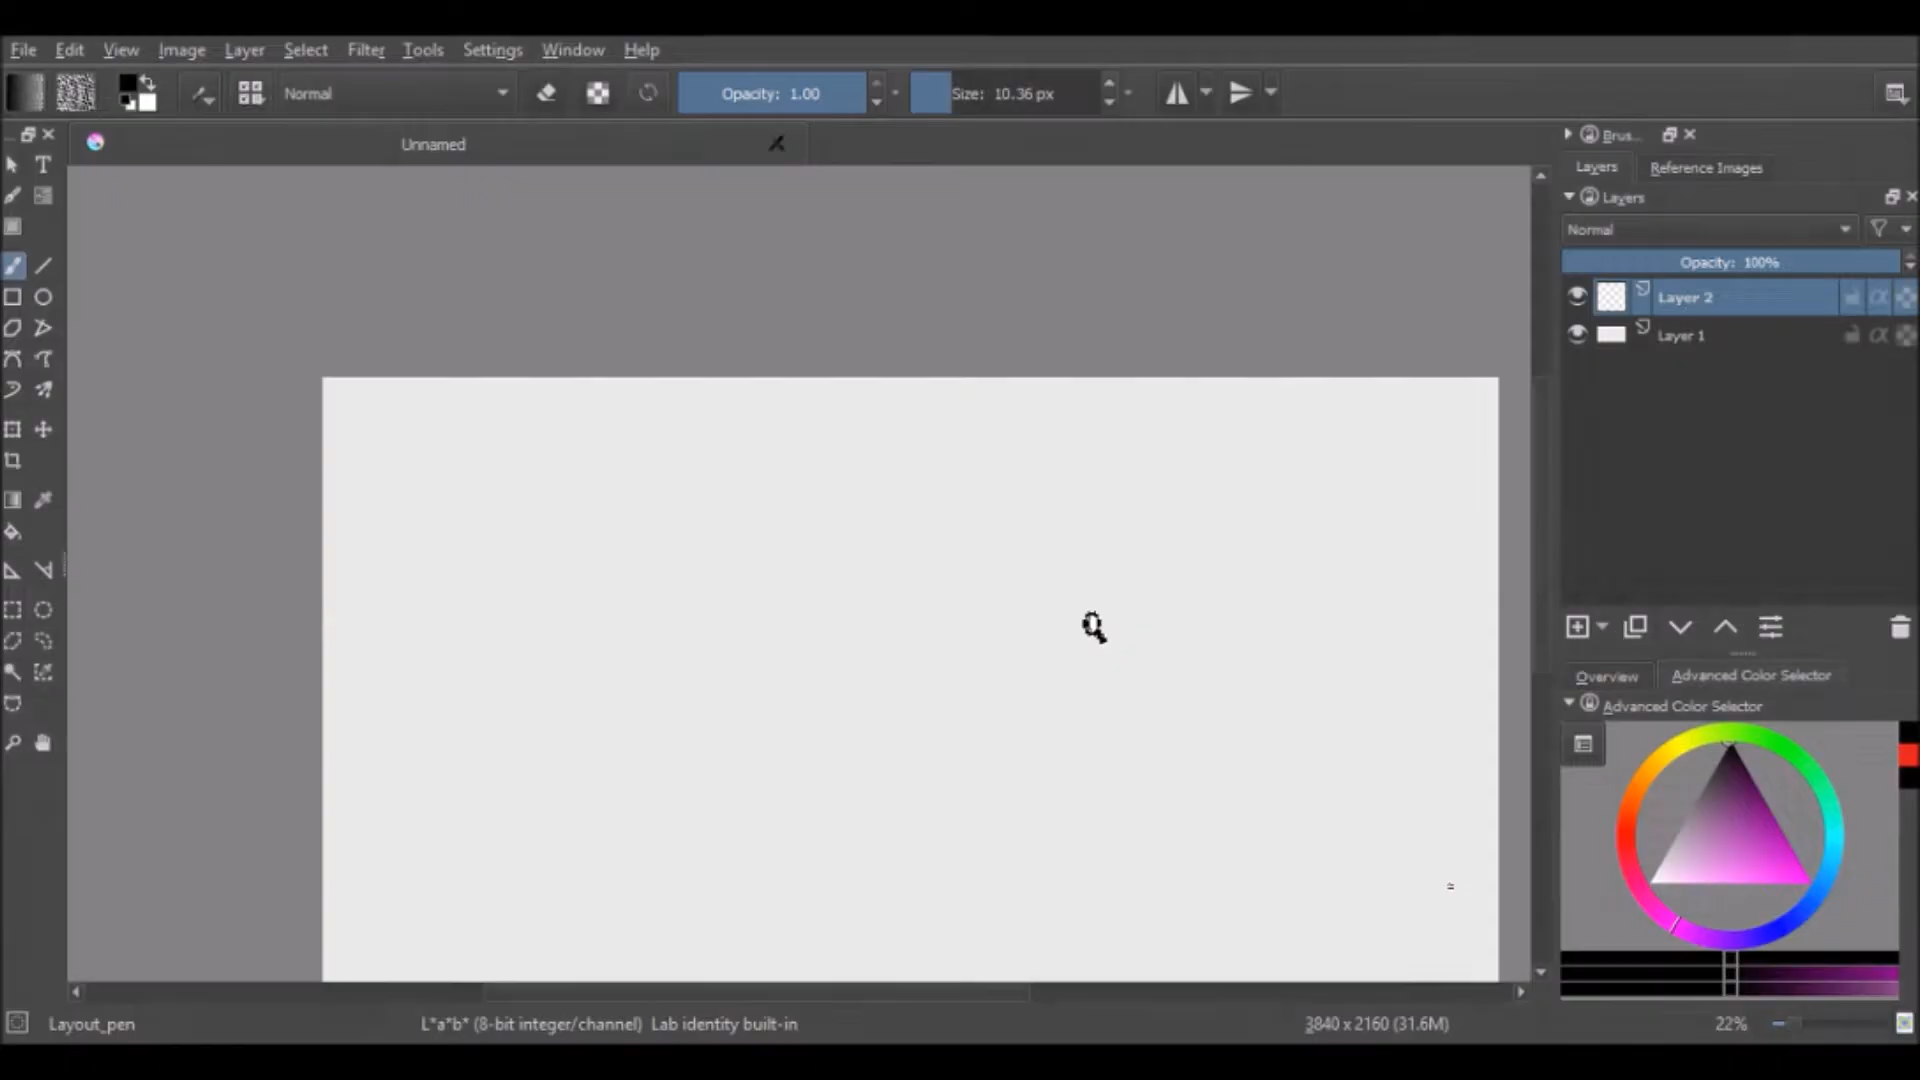 File Edit View Image Layer Select Filter Tools Settings Window Help
Normal Opacity: 1.00 Size: 10.36 px
Unnamed
Brus...
Layers Reference Images
Layers
Normal
Opacity: 100%
Layer 2
Layer 1
Overview Advanced Color Selector
Advanced Color Selector
Layout_pen L*a*b* (8-bit integer/channel) Lab identity built-in 3840 x 2160 (31.6M) 22%